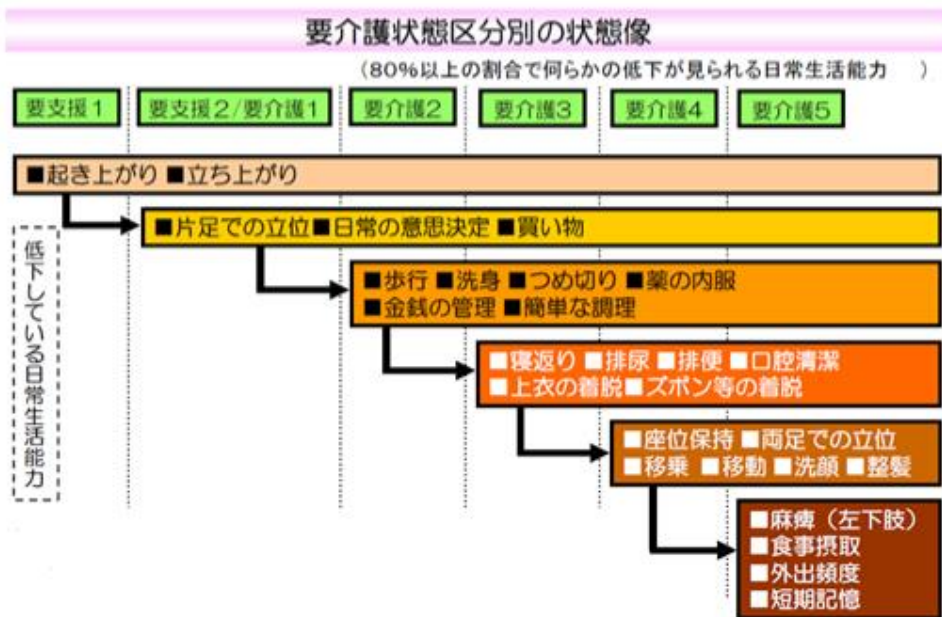 要介護状態区分別の状態像
（80%以上の割合で何らかの低下が見られる日常生活能力　）
要支援1
要支援2/要介護1
要介護2
要介護3
要介護4
要介護5
■起き上がり ■立ち上がり
■片足での立位■日常の意思決定 ■買い物
■歩行 ■洗身 ■つめ切り ■薬の内服
■金銭の管理 ■簡単な調理
■寝返り ■排尿 ■排便 ■口腔清潔
■上衣の着脱■ズボン等の着脱
■座位保持 ■両足での立位
■移乗 ■移動 ■洗顔 ■整髪
■麻痺（左下肢）
■食事摂取
■外出頻度
■短期記憶
低下している日常生活能力